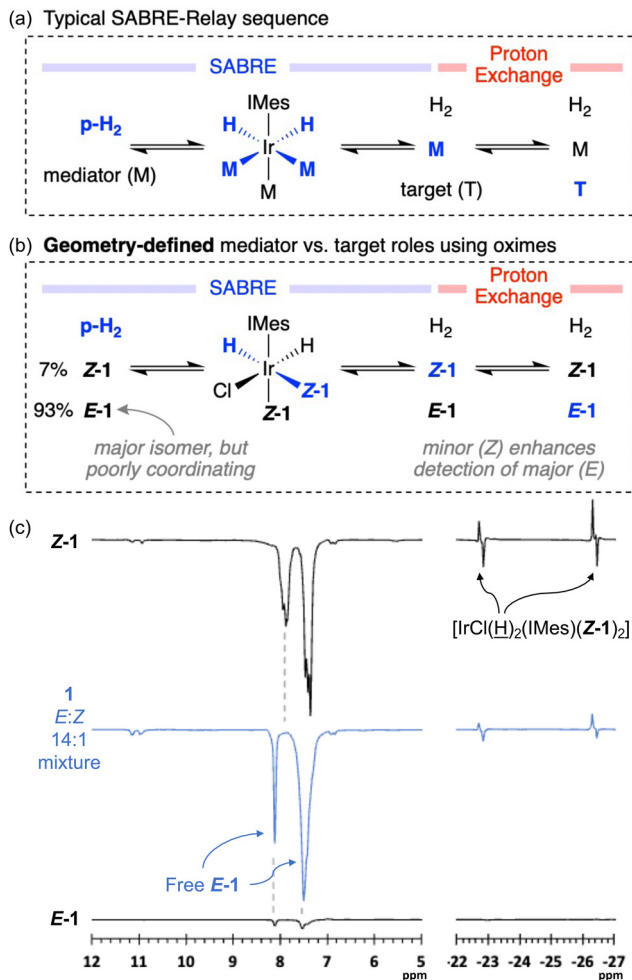 (a) Typical SABRE-Relay sequence
SABRE
Proton
Exchange
IMes
p-H2
H H
H2
H2
Ir
M
M
M
M
mediator (M)
M
target (T)
T
(b) Geometry-defined mediator vs. target roles using oximes
SABRE
Proton
Exchange
p-H2
IMes
H2
H2
H H
7% Z-1
Ir
Z-1
Z-1
Cl
Z-1
93% E-1
Z-1
E-1
E-1
major isomer, but
poorly coordinating
minor (Z) enhances
detection of major (E)
(c)
Z-1
[IrCl(H)2(IMes)(Z-1)2]
1
E:Z
14:1
mixture
Free E-1
E-1
12 11 10 9 8 7 6 5
ppm
-22 -23 -24 -25 -26 -27
ppm